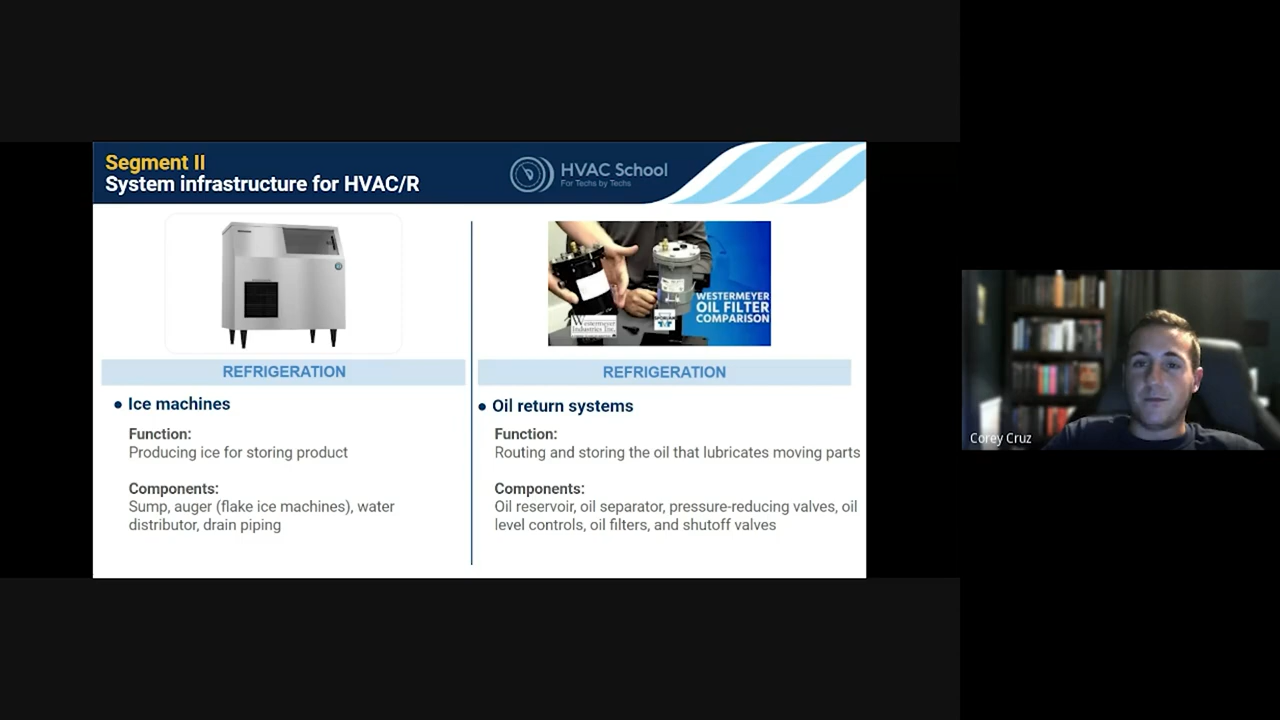 Segment II
System infrastructure for HVAC/R
HVAC School
For Techs by Techs
WESTERMEYER
OIL FILTER
COMPARISON
Westermeyer
Industries Inc.
REFRIGERATION
REFRIGERATION
• Ice machines
Function:
Producing ice for storing product
Components:
Sump, auger (flake ice machines), water
distributor, drain piping
• Oil return systems
Function:
Routing and storing the oil that lubricates moving parts
Components:
Oil reservoir, oil separator, pressure-reducing valves, oil
level controls, oil filters, and shutoff valves
Corey Cruz